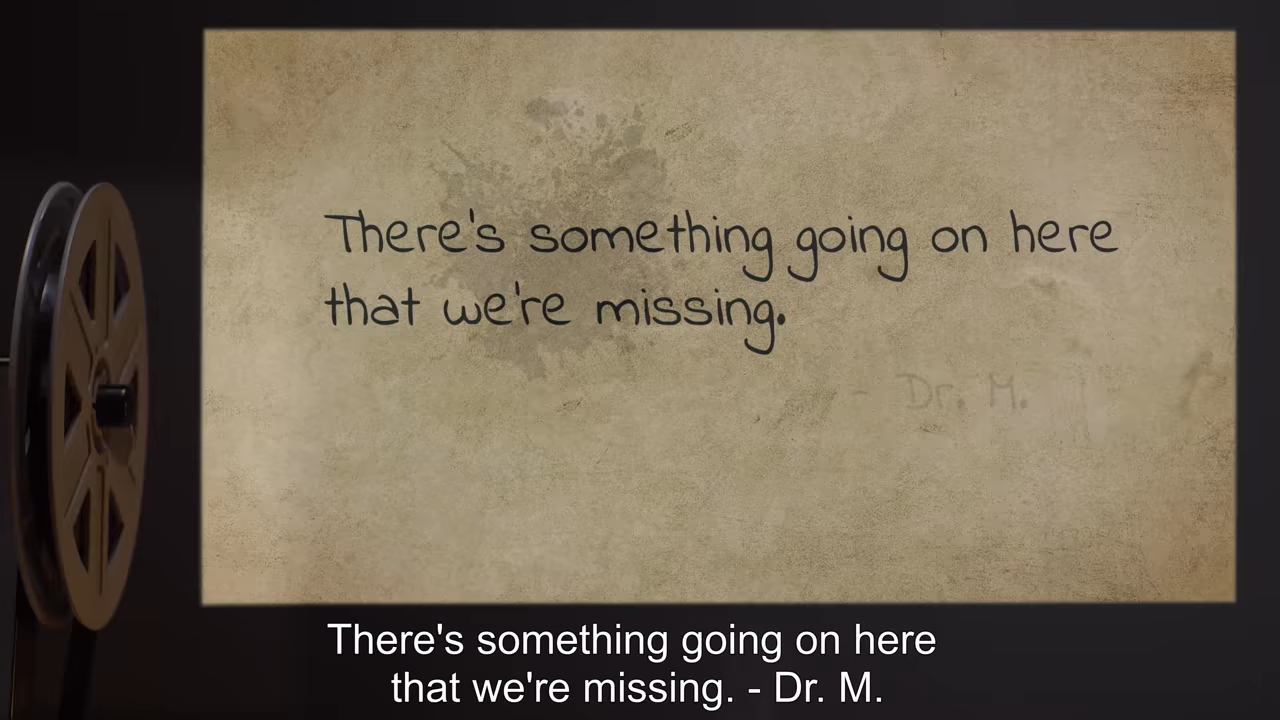 There's something going on here
that we're missing.
- Dr. M.
There's something going on here
that we're missing. - Dr. M.